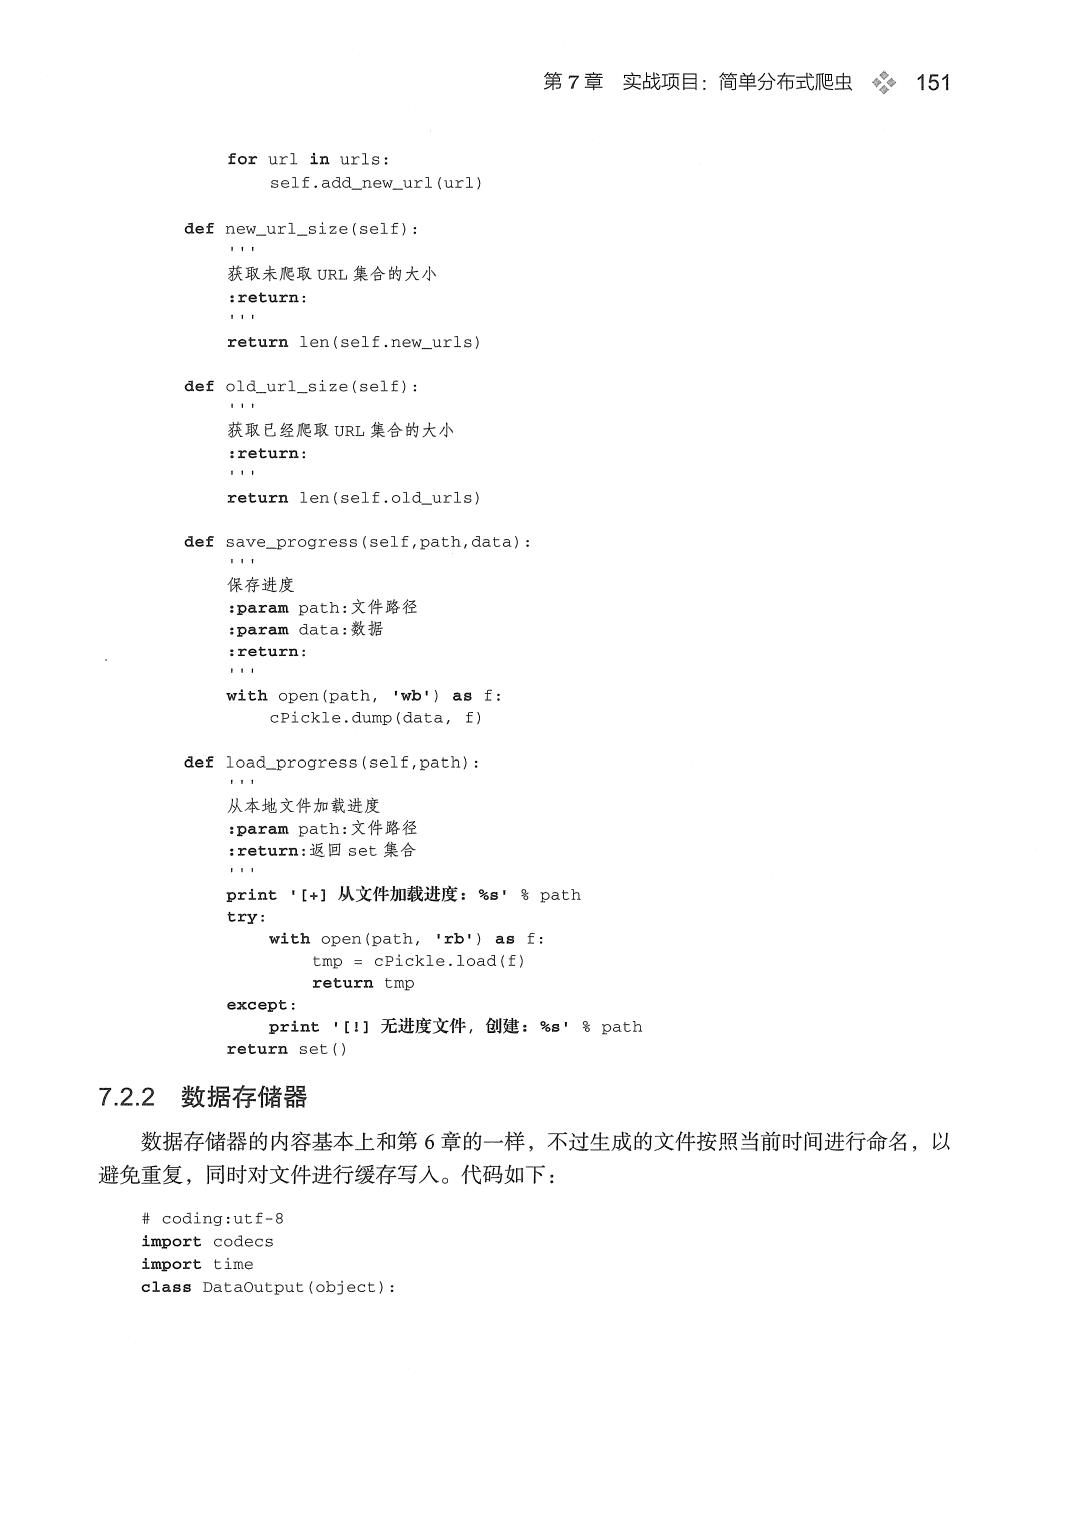 第 7 章 实战项目：简单分布式爬虫 151
for url in urls:
self.add_new_url(url)
def new_url_size(self):
'''
获取未爬取 URL 集合的大小
:return:
'''
return len(self.new_urls)
def old_url_size(self):
'''
获取已经爬取 URL 集合的大小
:return:
'''
return len(self.old_urls)
def save_progress(self,path,data):
'''
保存进度
:param path:文件路径
:param data:数据
:return:
'''
with open(path, 'wb') as f:
cPickle.dump(data, f)
def load_progress(self,path):
'''
从本地文件加载进度
:param path:文件路径
:return:返回 set 集合
'''
print '[+] 从文件加载进度：%s' % path
try:
with open(path, 'rb') as f:
tmp = cPickle.load(f)
return tmp
except:
print '[!] 无进度文件，创建：%s' % path
return set()
7.2.2 数据存储器
数据存储器的内容基本上和第 6 章的一样，不过生成的文件按照当前时间进行命名，以
避免重复，同时对文件进行缓存写入。代码如下：
# coding:utf-8
import codecs
import time
class DataOutput(object):